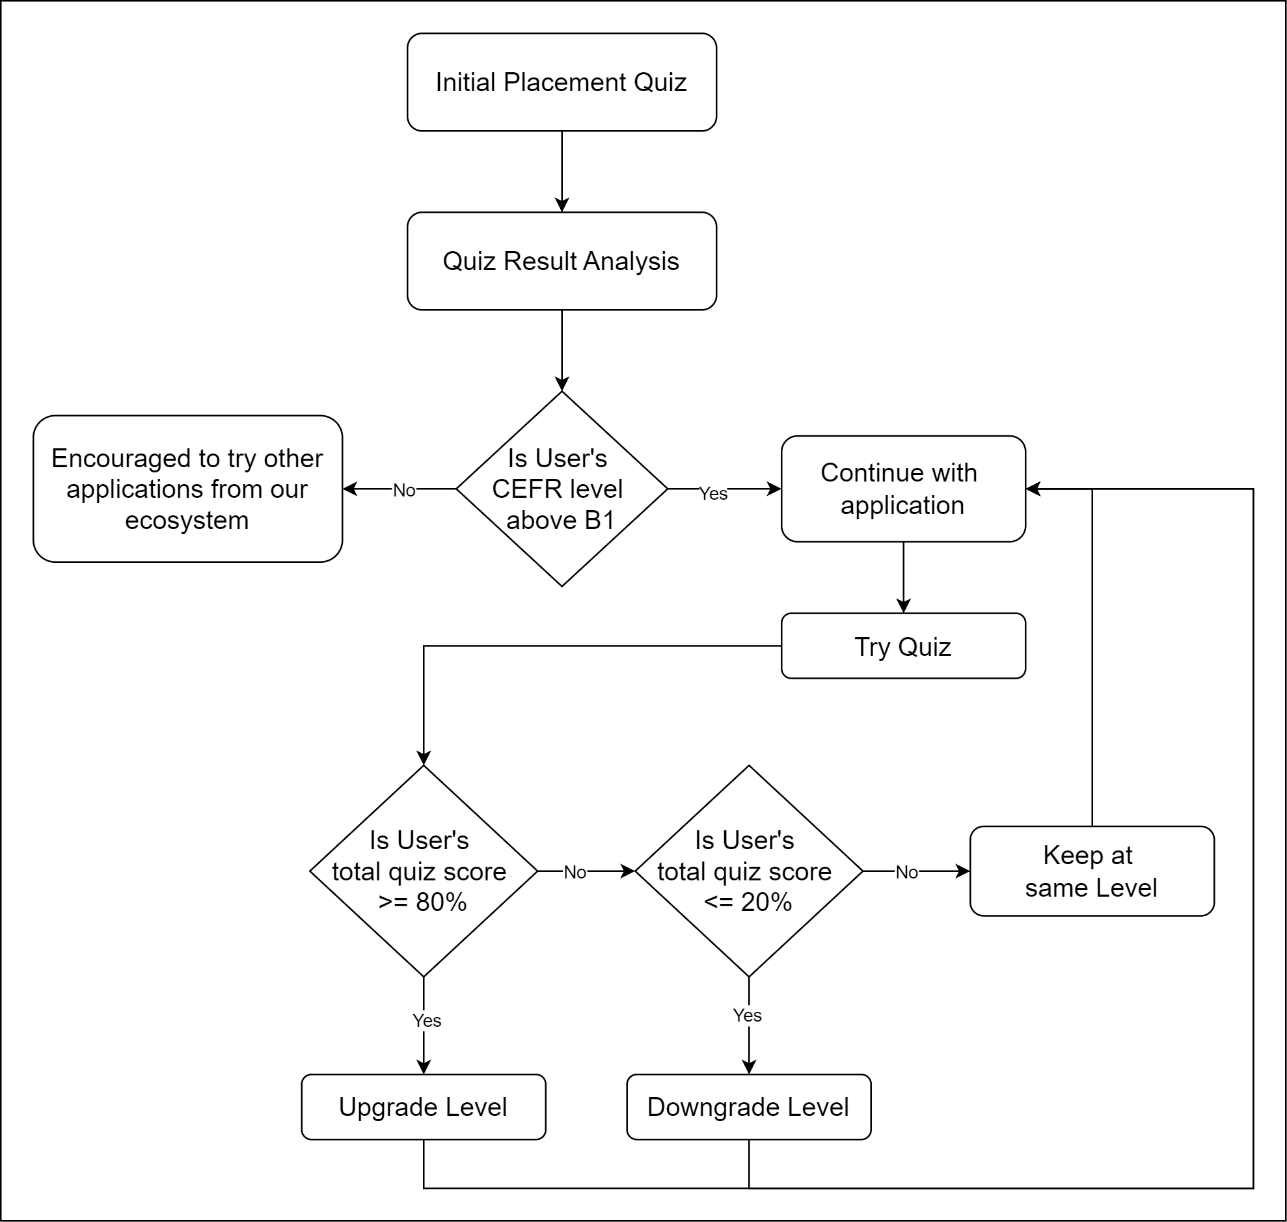 Initial Placement Quiz
Quiz Result Analysis
Encouraged to try other
applications from our
ecosystem
No
Is User's
CEFR level
above B1
Yes
Continue with
application
Try Quiz
Is User's
total quiz score
>= 80%
No
Is User's
total quiz score
<= 20%
No
Keep at
same Level
Yes
Yes
Upgrade Level
Downgrade Level